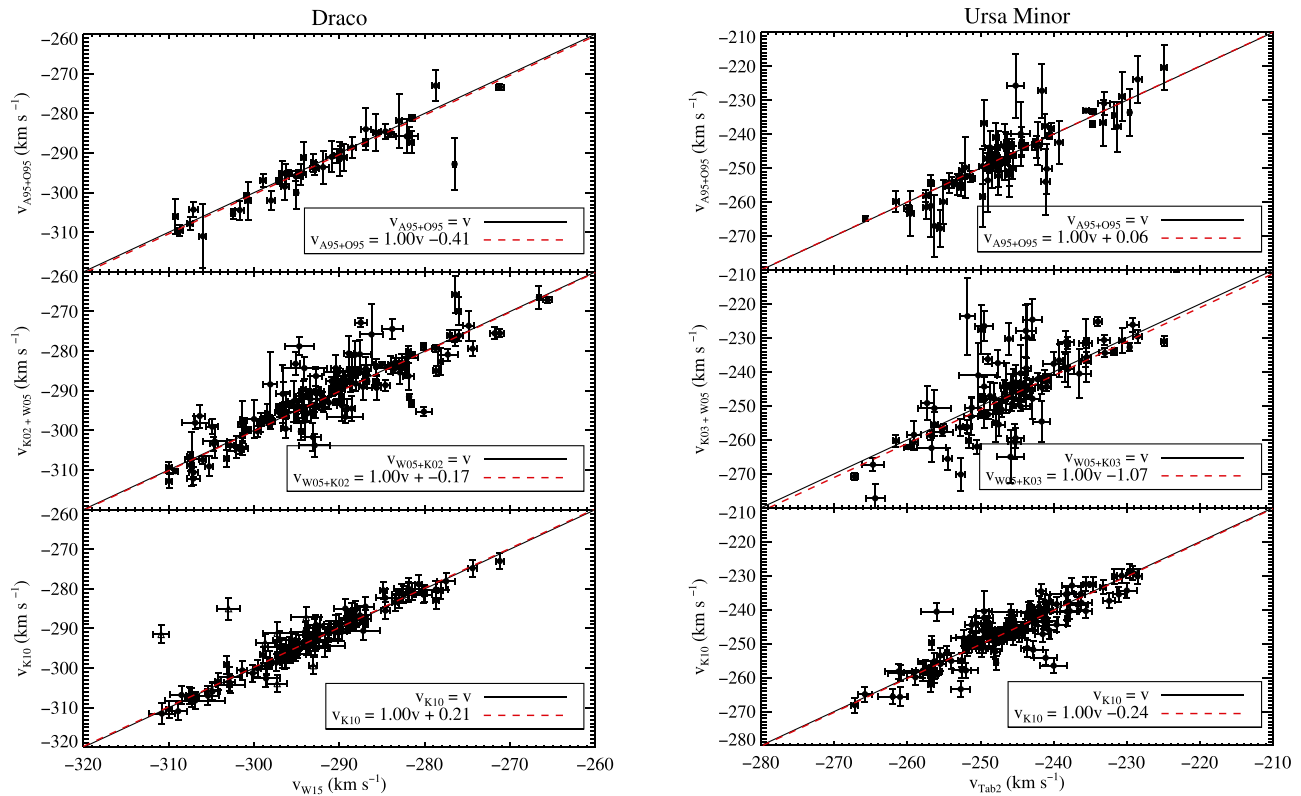 Draco
−260
−270
−280
−290
−300
−310
v_A95+O95 (km s⁻¹)
v_A95+O95 = v
v_A95+O95 = 1.00v −0.41
−260
−270
−280
−290
−300
−310
v_K02+W05 (km s⁻¹)
v_W05+K02 = v
v_W05+K02 = 1.00v + −0.17
−260
−270
−280
−290
−300
−310
−320
v_K10 (km s⁻¹)
v_K10 = v
v_K10 = 1.00v + 0.21
−320 −310 −300 −290 −280 −270 −260
v_W15 (km s⁻¹)
Ursa Minor
−210
−220
−230
−240
−250
−260
−270
v_A95+O95 (km s⁻¹)
v_A95+O95 = v
v_A95+O95 = 1.00v + 0.06
−210
−220
−230
−240
−250
−260
−270
v_K03+W05 (km s⁻¹)
v_W05+K03 = v
v_W05+K03 = 1.00v −1.07
−210
−220
−230
−240
−250
−260
−270
−280
v_K10 (km s⁻¹)
v_K10 = v
v_K10 = 1.00v −0.24
−280 −270 −260 −250 −240 −230 −220 −210
v_Tab2 (km s⁻¹)